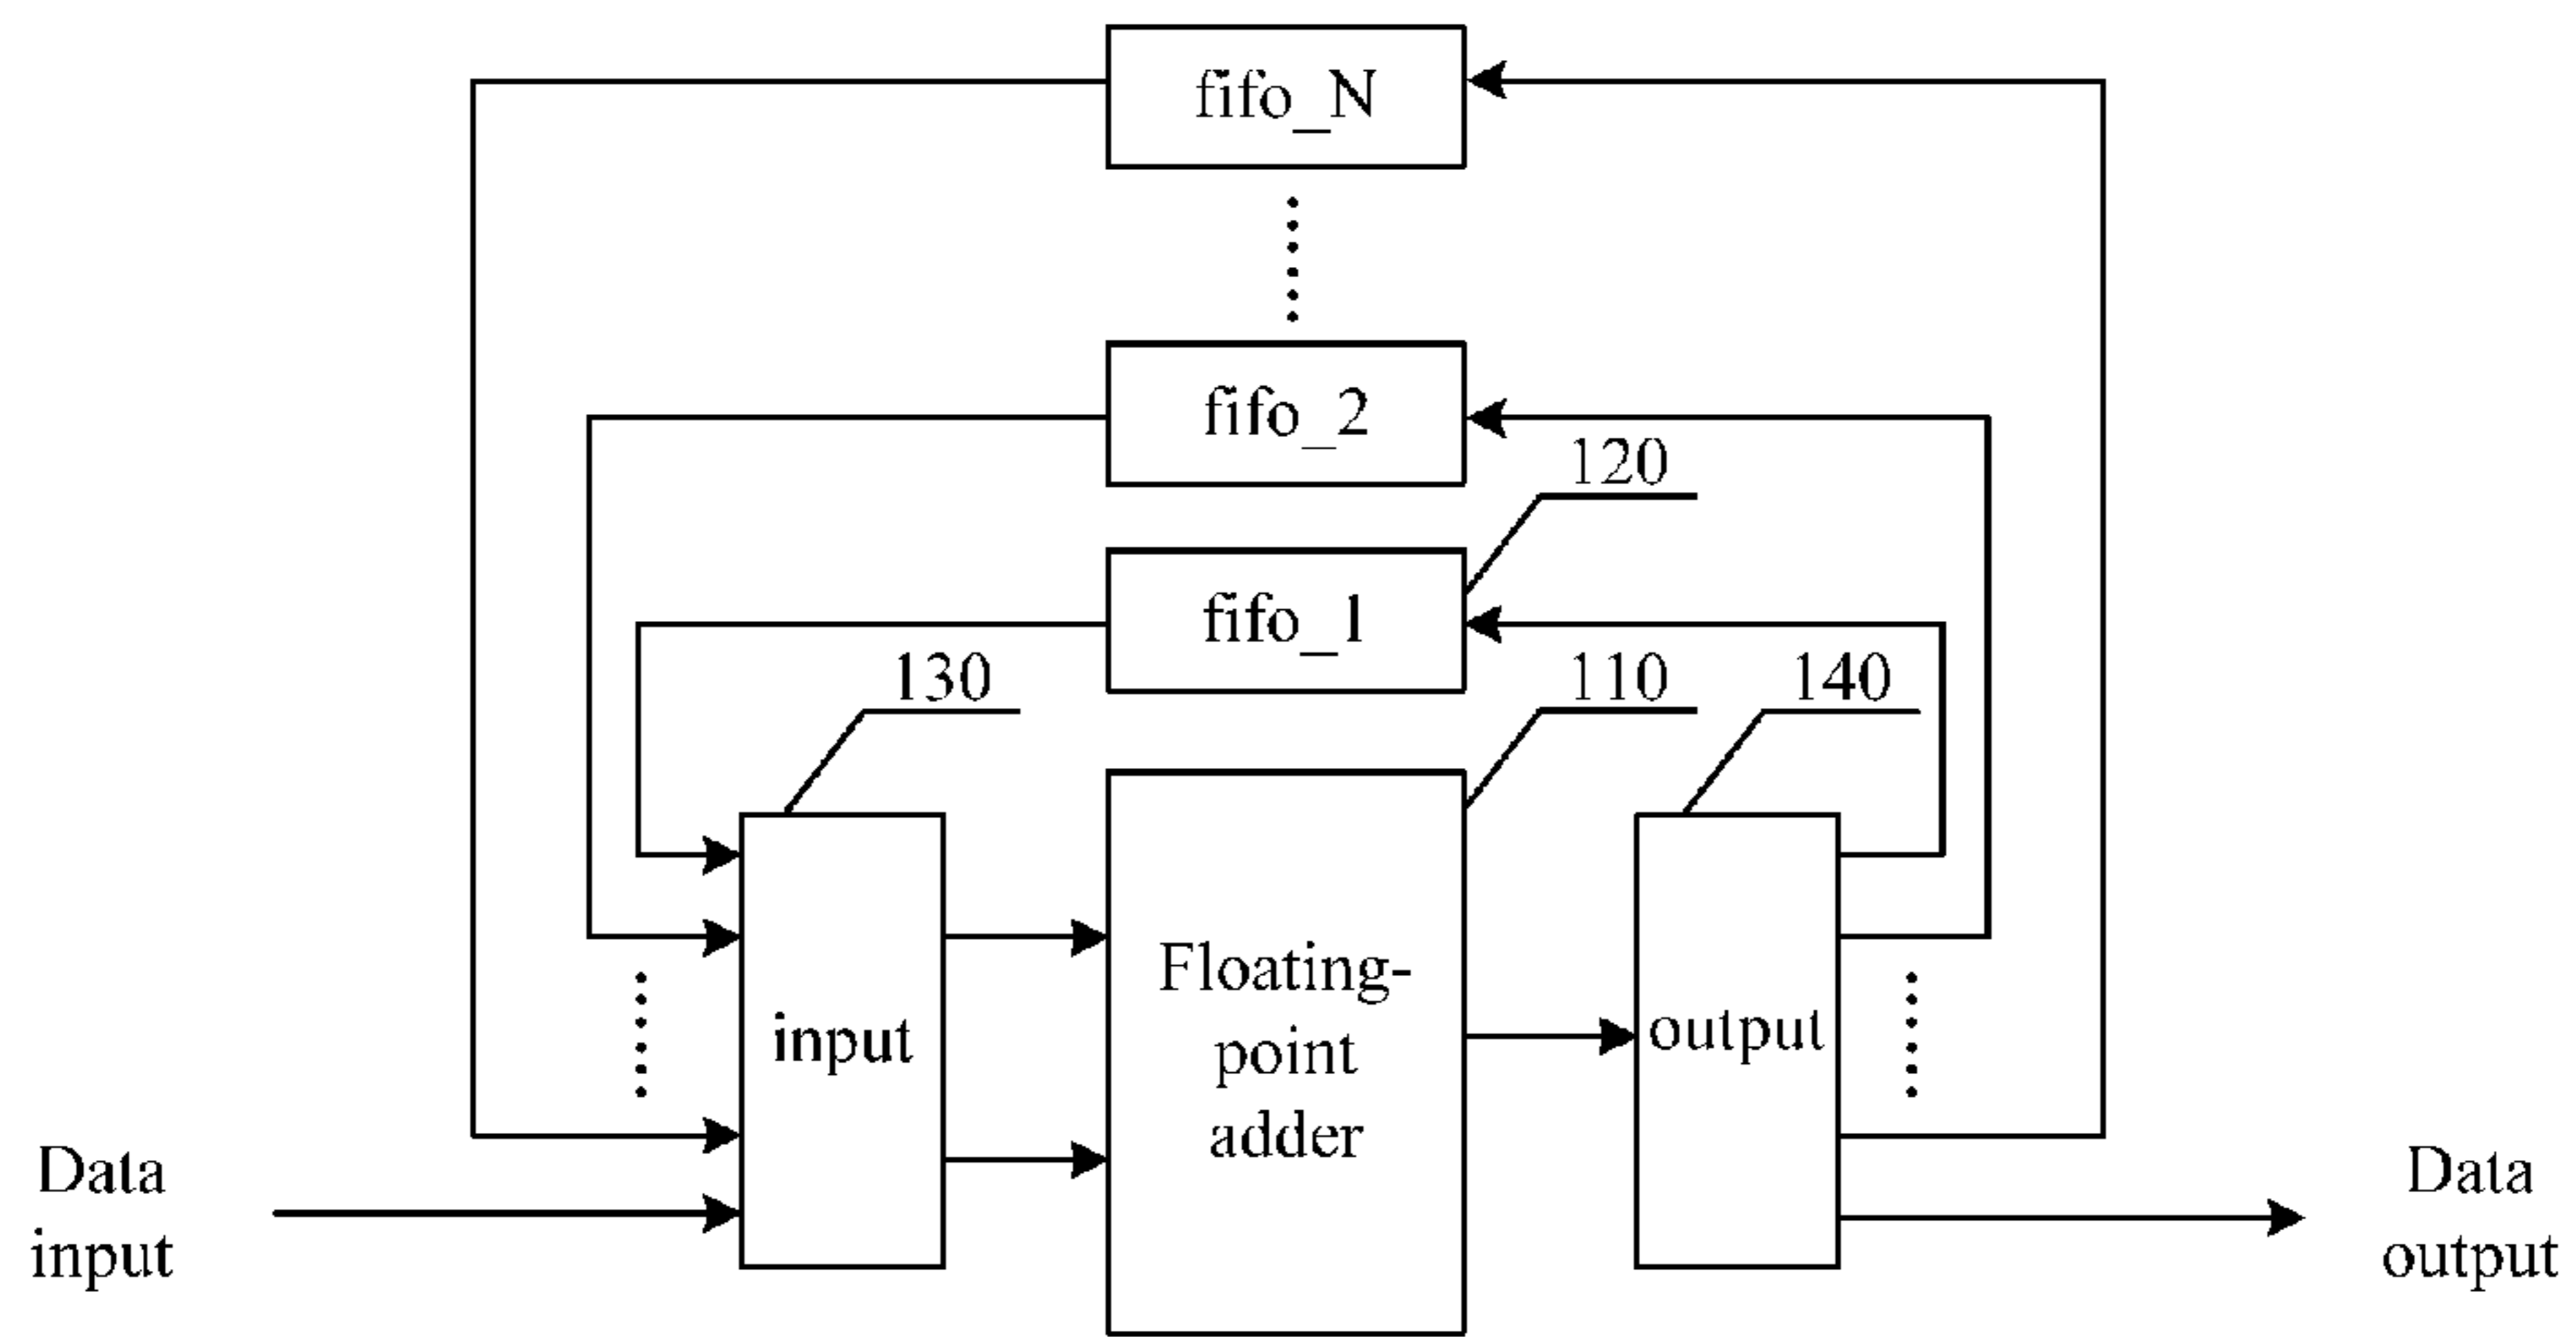 fifo_N
fifo_2
120
fifo_1
130
110
140
Floating-
point
adder
input
output
Data
input
Data
output